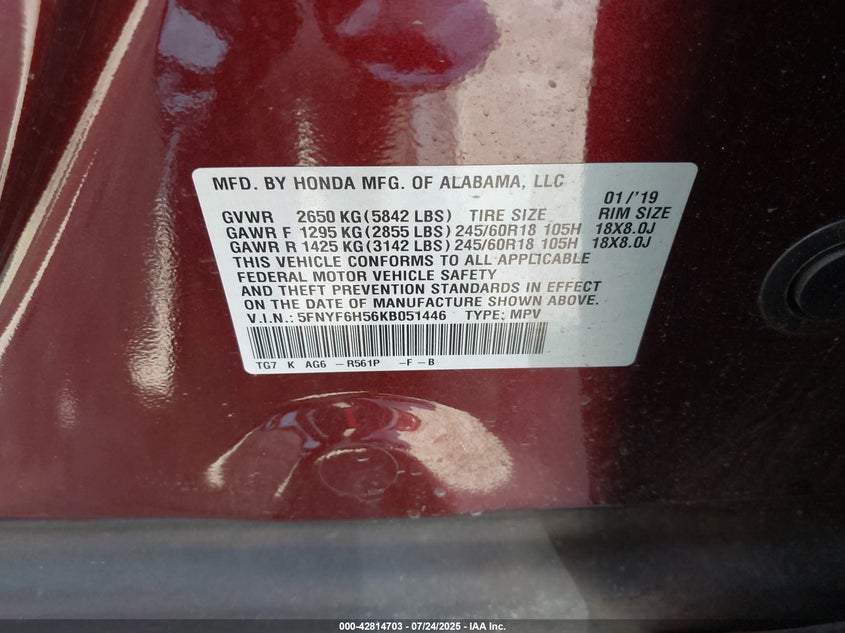 MFD. BY HONDA MFG. OF ALABAMA, LLC 01/'19
GVWR 2650 KG(5842 LBS) TIRE SIZE RIM SIZE
GAWR F 1295 KG(2855 LBS) 245/60R18 105H 18X8.0J
GAWR R 1425 KG(3142 LBS) 245/60R18 105H 18X8.0J
THIS VEHICLE CONFORMS TO ALL APPLICABLE
FEDERAL MOTOR VEHICLE SAFETY
AND THEFT PREVENTION STANDARDS IN EFFECT
ON THE DATE OF MANUFACTURE SHOWN ABOVE.
V.I.N.: 5FNYF6H56KB051446 TYPE: MPV
TG7 K AG6 -R561P -F-B
000-42814703 - 07/24/2025 - IAA Inc.